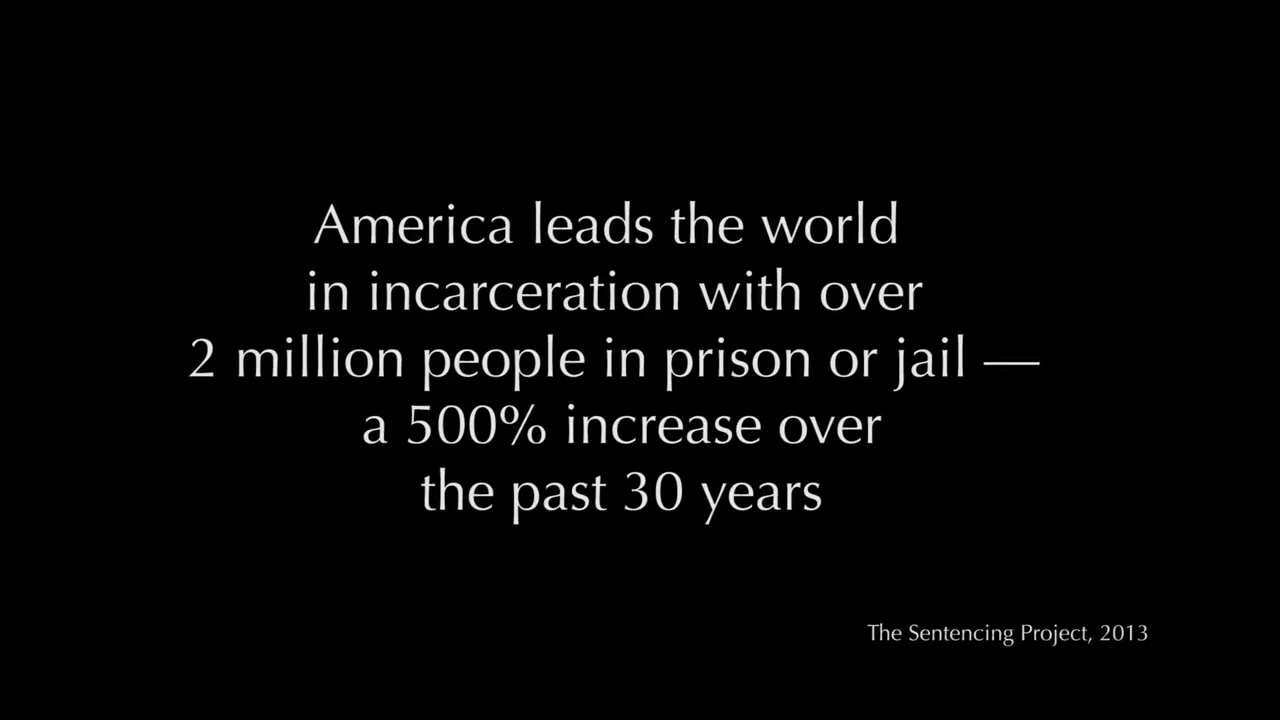 America leads the world
in incarceration with over
2 million people in prison or jail —
a 500% increase over
the past 30 years
The Sentencing Project, 2013